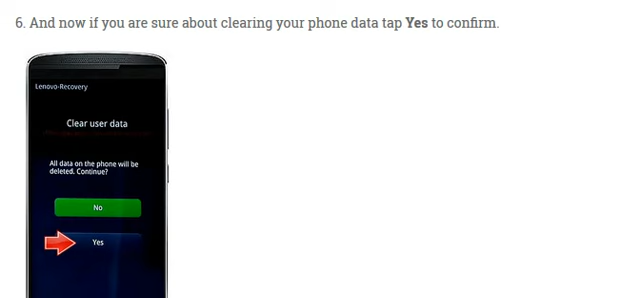 6. And now if you are sure about clearing your phone data tap Yes to confirm.
Lenovo-Recovery
Clear user data
All data on the phone will be
deleted. Continue?
No
Yes